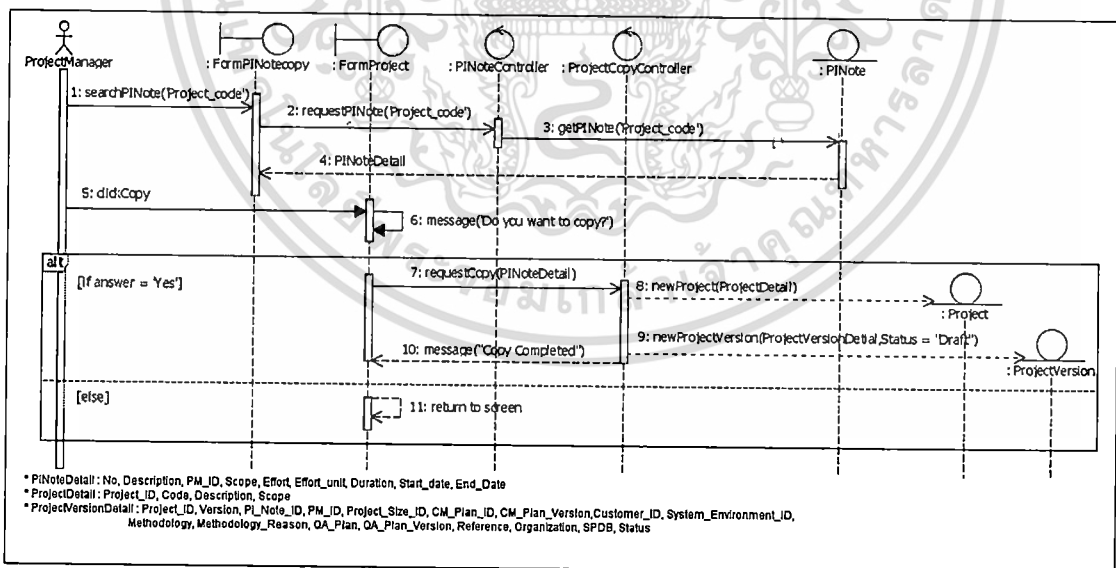 ProjectManager
: FormPINotecopy
: FormProject
: PINoteController
: ProjectCopyController
: PINote
1: searchPINote('Project_code')
2: requestPINote('Project_code')
3: getPINote('Project_code')
4: PINoteDetail
5: clickCopy
6: message('Do you want to copy?')
alt
[If answer = 'Yes']
7: requestCopy(PINoteDetail)
8: newProject(ProjectDetail)
: Project
9: newProjectVersion(ProjectVersionDetial,Status = "Draft")
10: message("Copy Completed")
: ProjectVersion
[else]
11: return to screen
* PINoteDetail : No, Description, PM_ID, Scope, Effort, Effort_unit, Duration, Start_date, End_Date
* ProjectDetail : Project_ID, Code, Description, Scope
* ProjectVersionDetail : Project_ID, Version, PI_Note_ID, PM_ID, Project_Size_ID, CM_Plan_ID, CM_Plan_Version,Customer_ID, System_Environment_ID,
Methodology, Methodology_Reason, QA_Plan, QA_Plan_Version, Reference, Organization, SPDB, Status